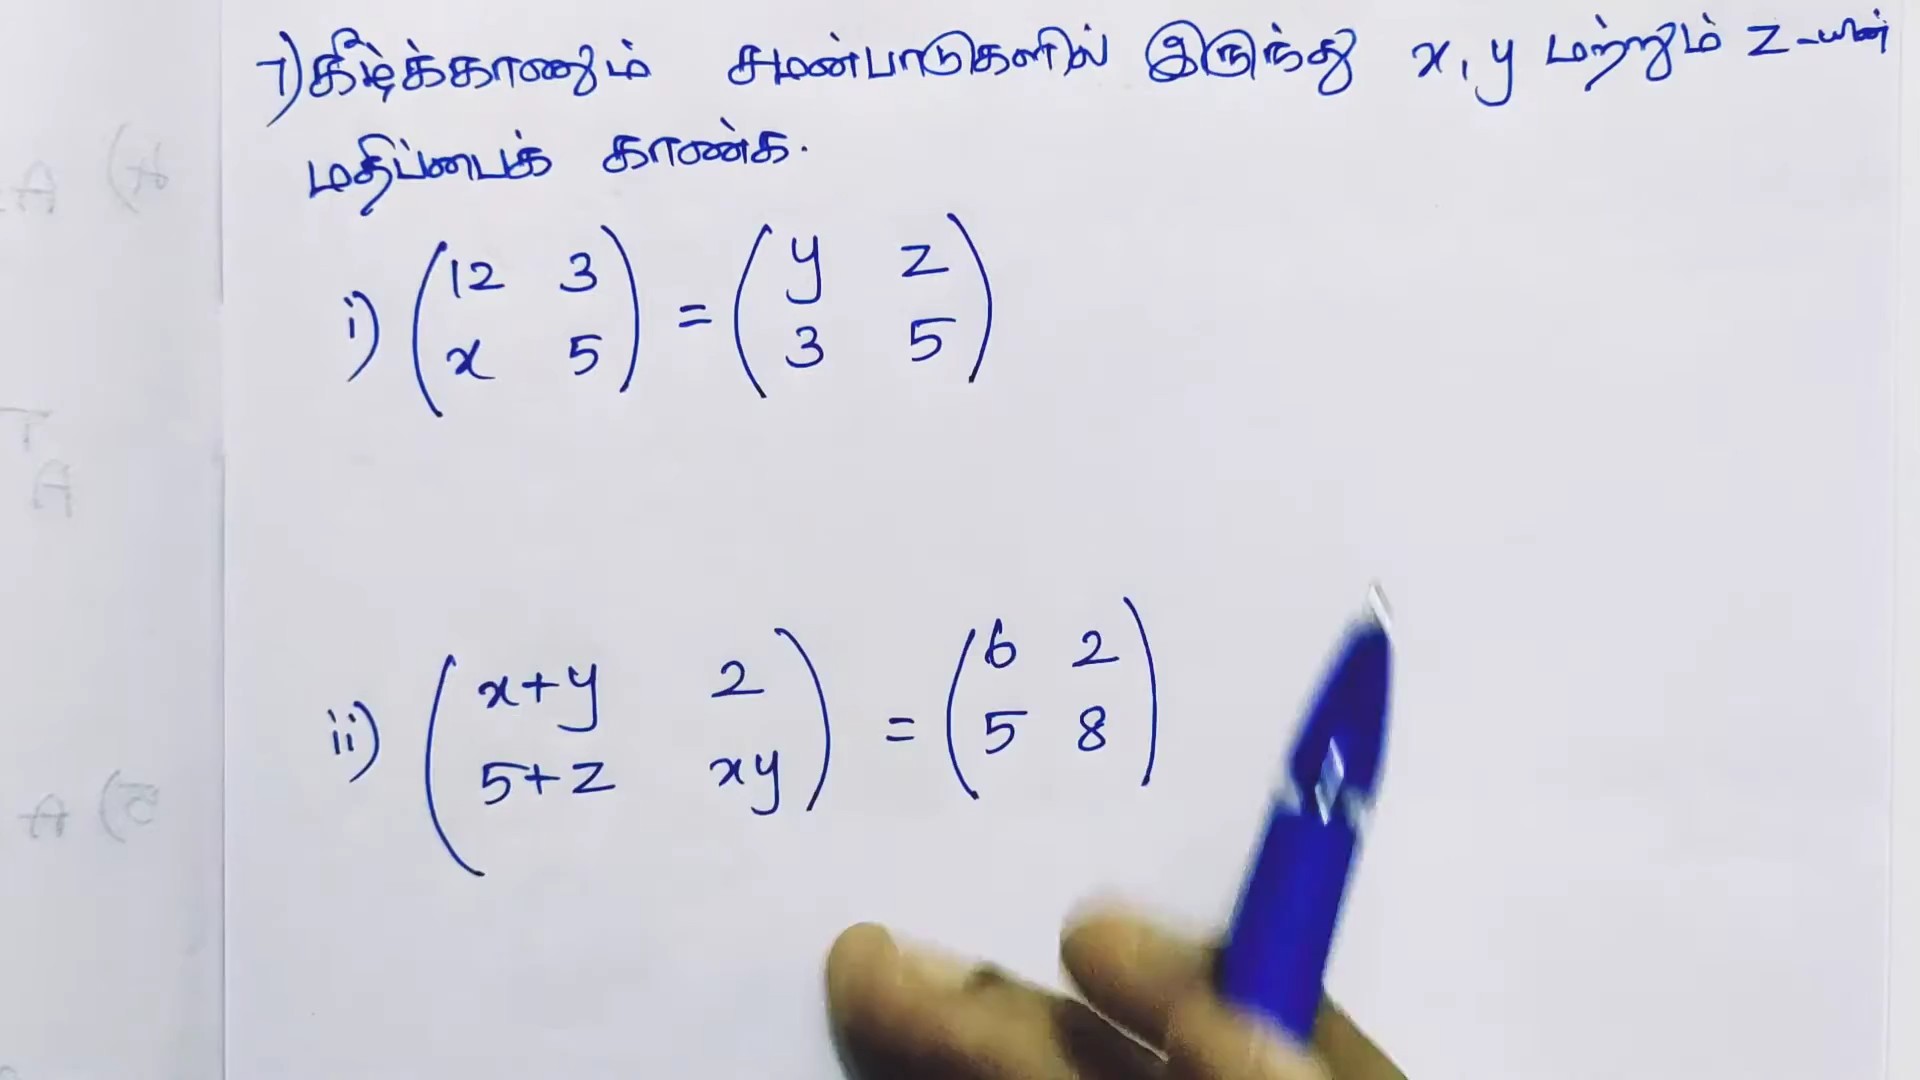 7) கீழ்க்காணும் சமன்பாடுகளில் இருந்து x, y மற்றும் z-யின்
மதிப்பைக் காண்க.
i) (12 3
x 5) = (y z
3 5)
ii) (x+y 2
5+z xy) = (6 2
5 8)